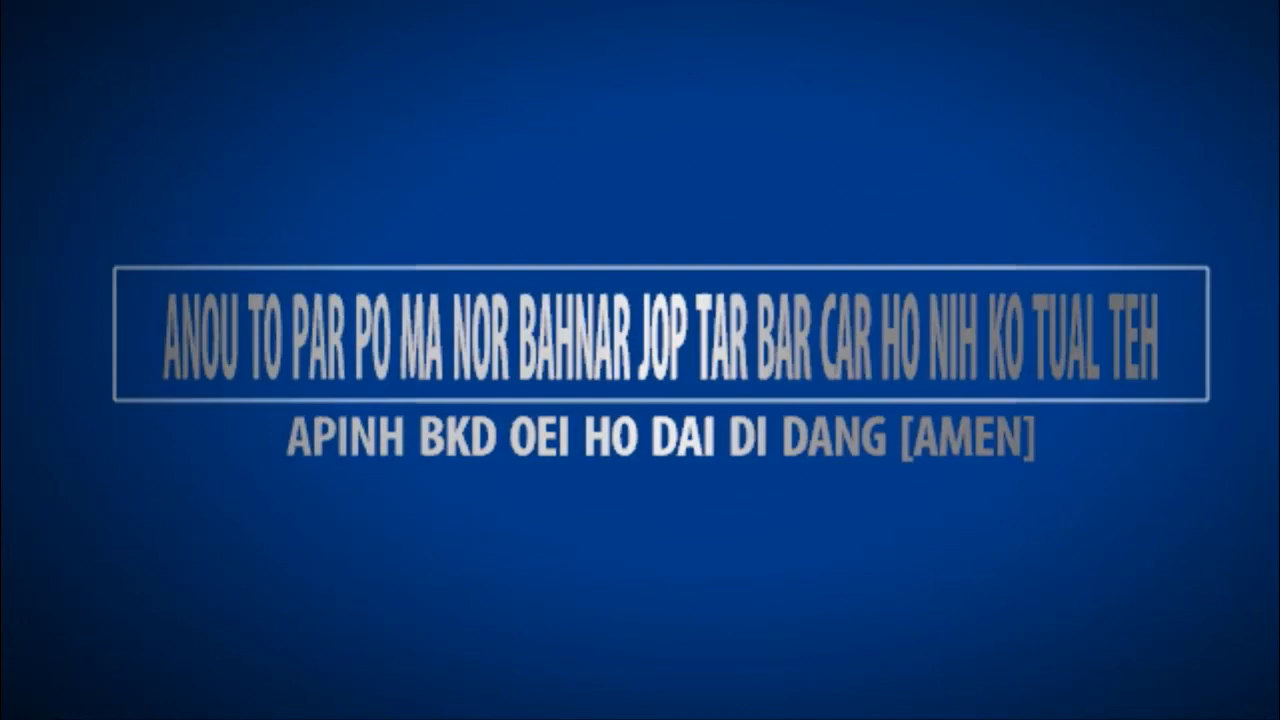 ANOU TO PAR PO MA NOR BAHNAR JOP TAR BAR CAR HO NIH KO TUAL TEH
APINH BKD OEI HO DAI DI DANG [AMEN]